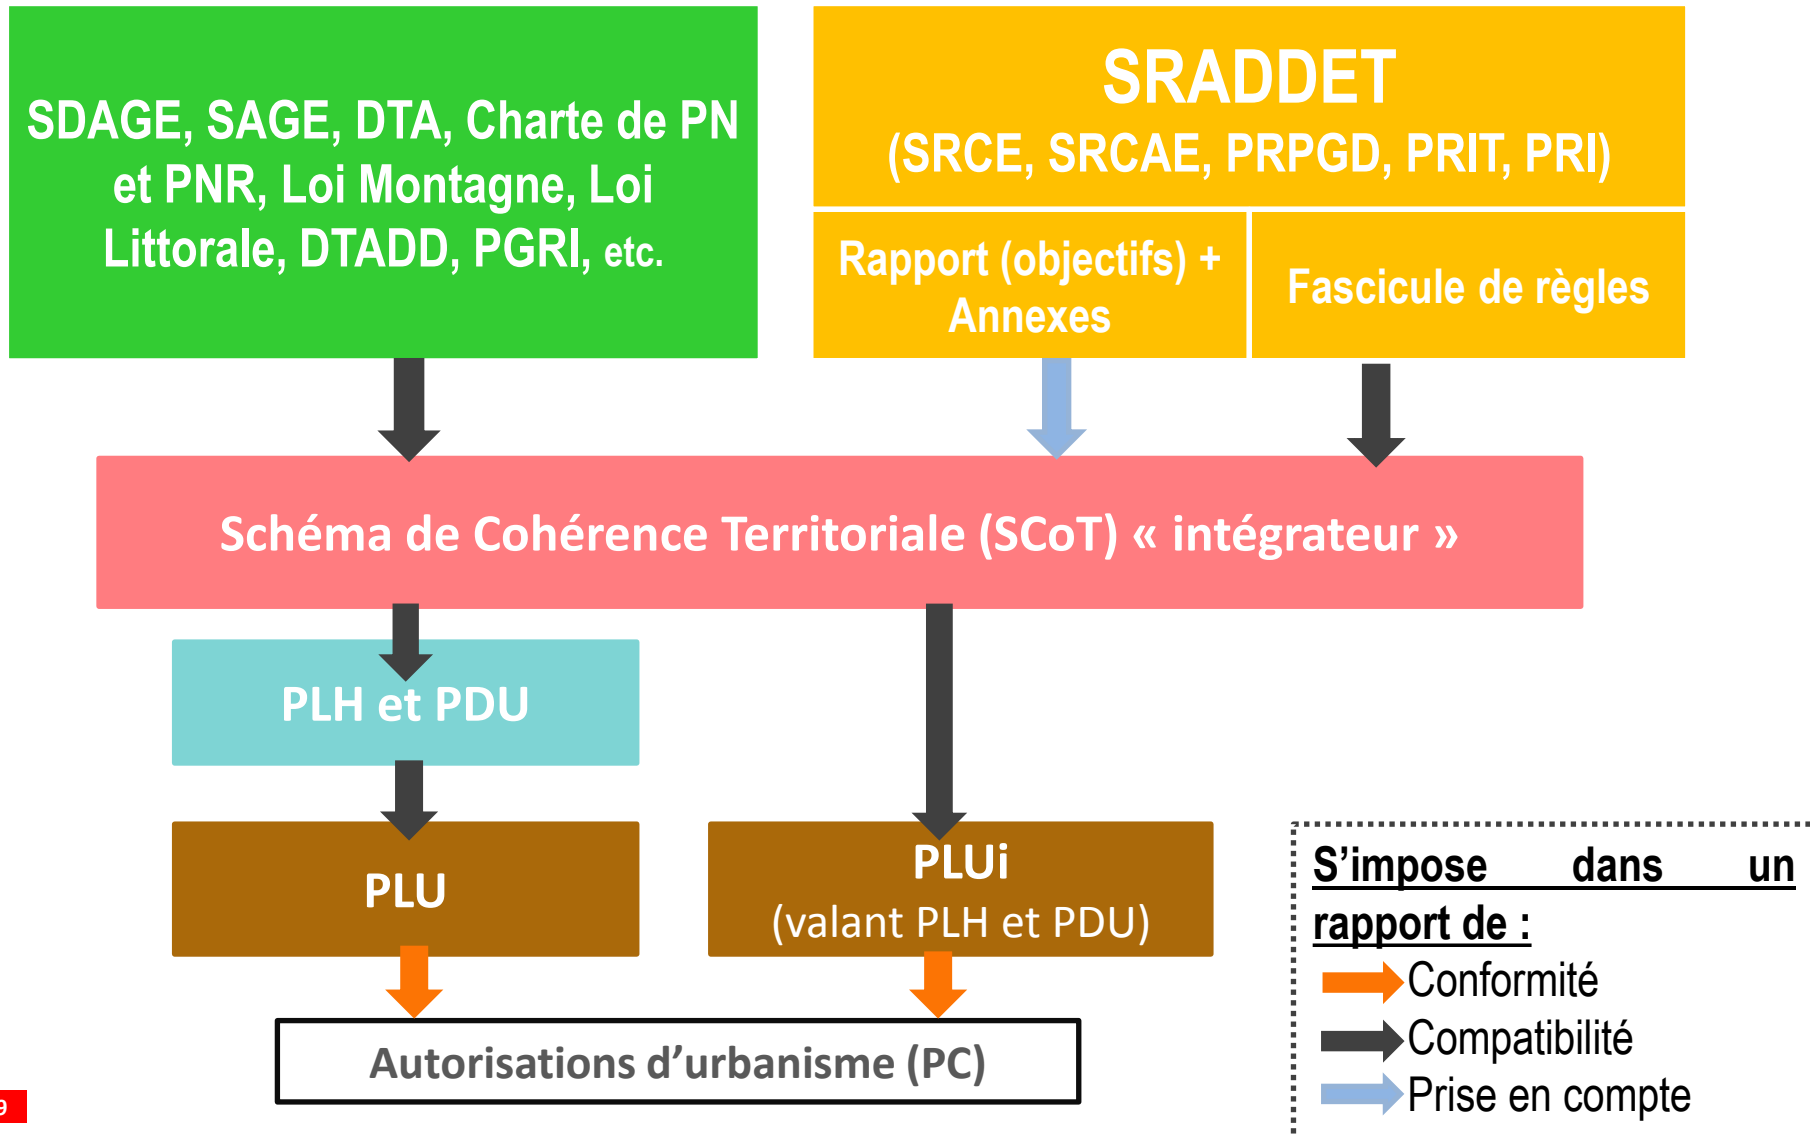 SDAGE, SAGE, DTA, Charte de PN
et PNR, Loi Montagne, Loi
Littorale, DTADD, PGRI, etc.
SRADDET
(SRCE, SRCAE, PRPGD, PRIT, PRI)
Rapport (objectifs) +
Annexes
Fascicule de règles
Schéma de Cohérence Territoriale (SCoT) « intégrateur »
PLH et PDU
PLU
PLUi
(valant PLH et PDU)
Autorisations d’urbanisme (PC)
S’impose dans un
rapport de :
Conformité
Compatibilité
Prise en compte
9